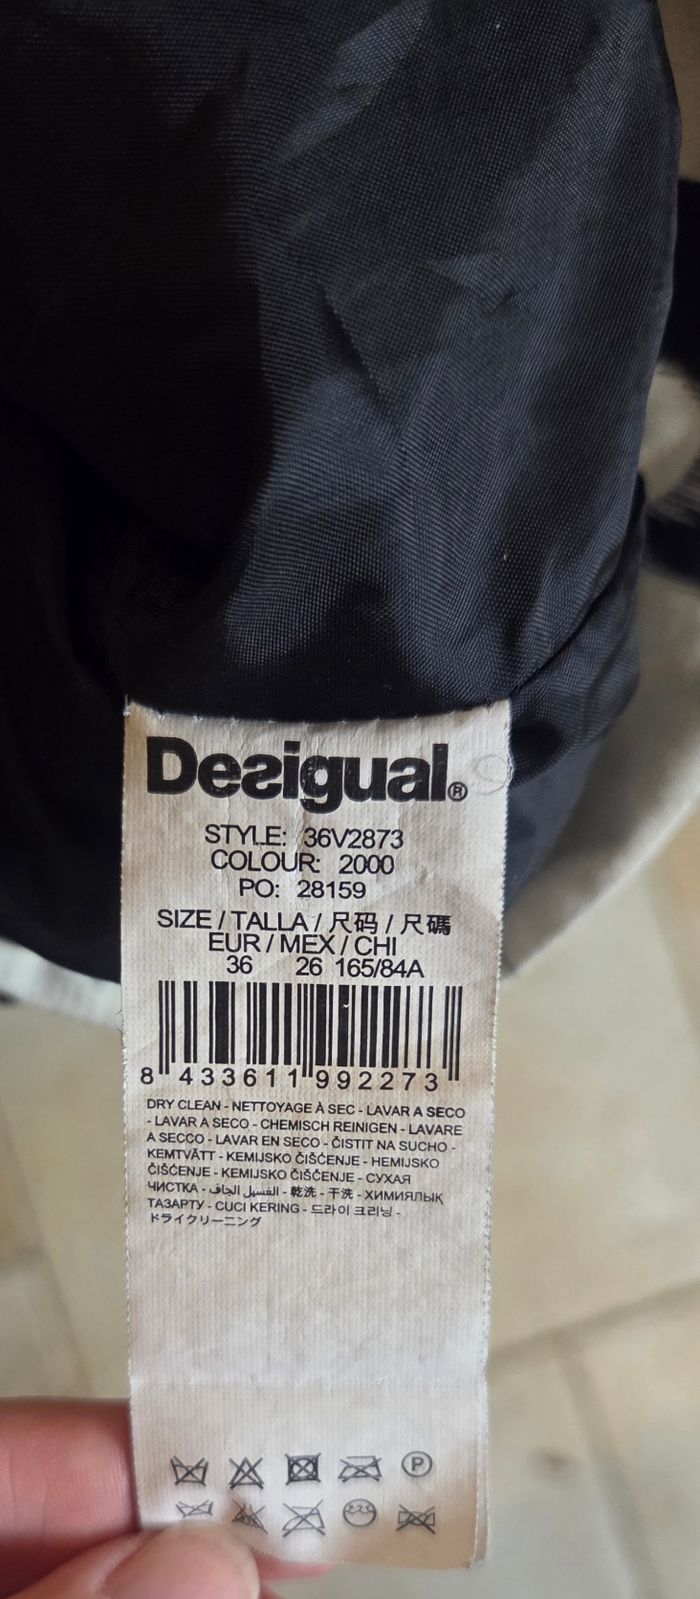 Desigual®
STYLE: 36V2873
COLOUR: 2000
PO: 28159
SIZE / TALLA / 尺码 / 尺碼
EUR / MEX / CHI
36 26 165/84A
8 433611 992273
DRY CLEAN - NETTOYAGE À SEC - LAVAR A SECO
- LAVAR A SECO - CHEMISCH REINIGEN - LAVARE
A SECCO - LAVAR EN SECO - ČISTIT NA SUCHO -
KEMTVÄTT - KEMIJSKO ČIŠĆENJE - HEMIJSKO
ČIŠĆENJE - KEMIJSKO ČIŠČENJE - СУХАЯ
ЧИСТКА - الغسيل الجاف - 乾洗 - 干洗 - ХИМИЯЛЫҚ
ТАЗАРТУ - CUCI KERING - 드라이 크리닝 -
ドライクリーニング
P